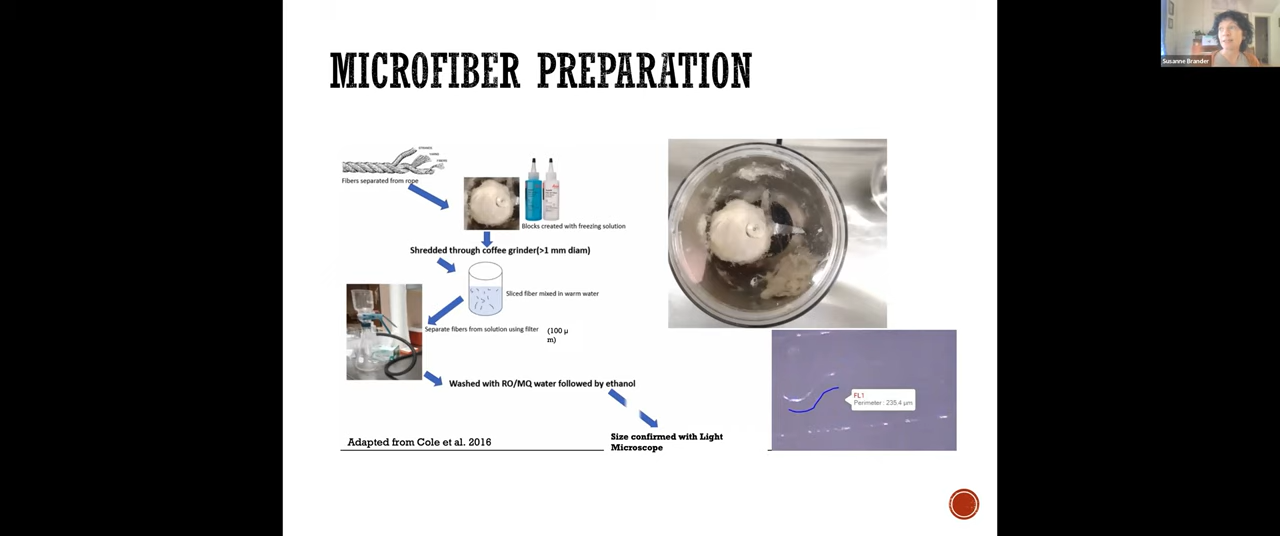 Susanne Brander
MICROFIBER PREPARATION
STRANDS
YARNS
FIBERS
Fibers separated from rope
Blocks created with freezing solution
Shredded through coffee grinder(>1 mm diam)
Sliced fiber mixed in warm water
Separate fibers from solution using filter
(100 µ
m)
Washed with RO/MQ water followed by ethanol
FL1
Perimeter : 235.4 µm
Size confirmed with Light
Microscope
Adapted from Cole et al. 2016